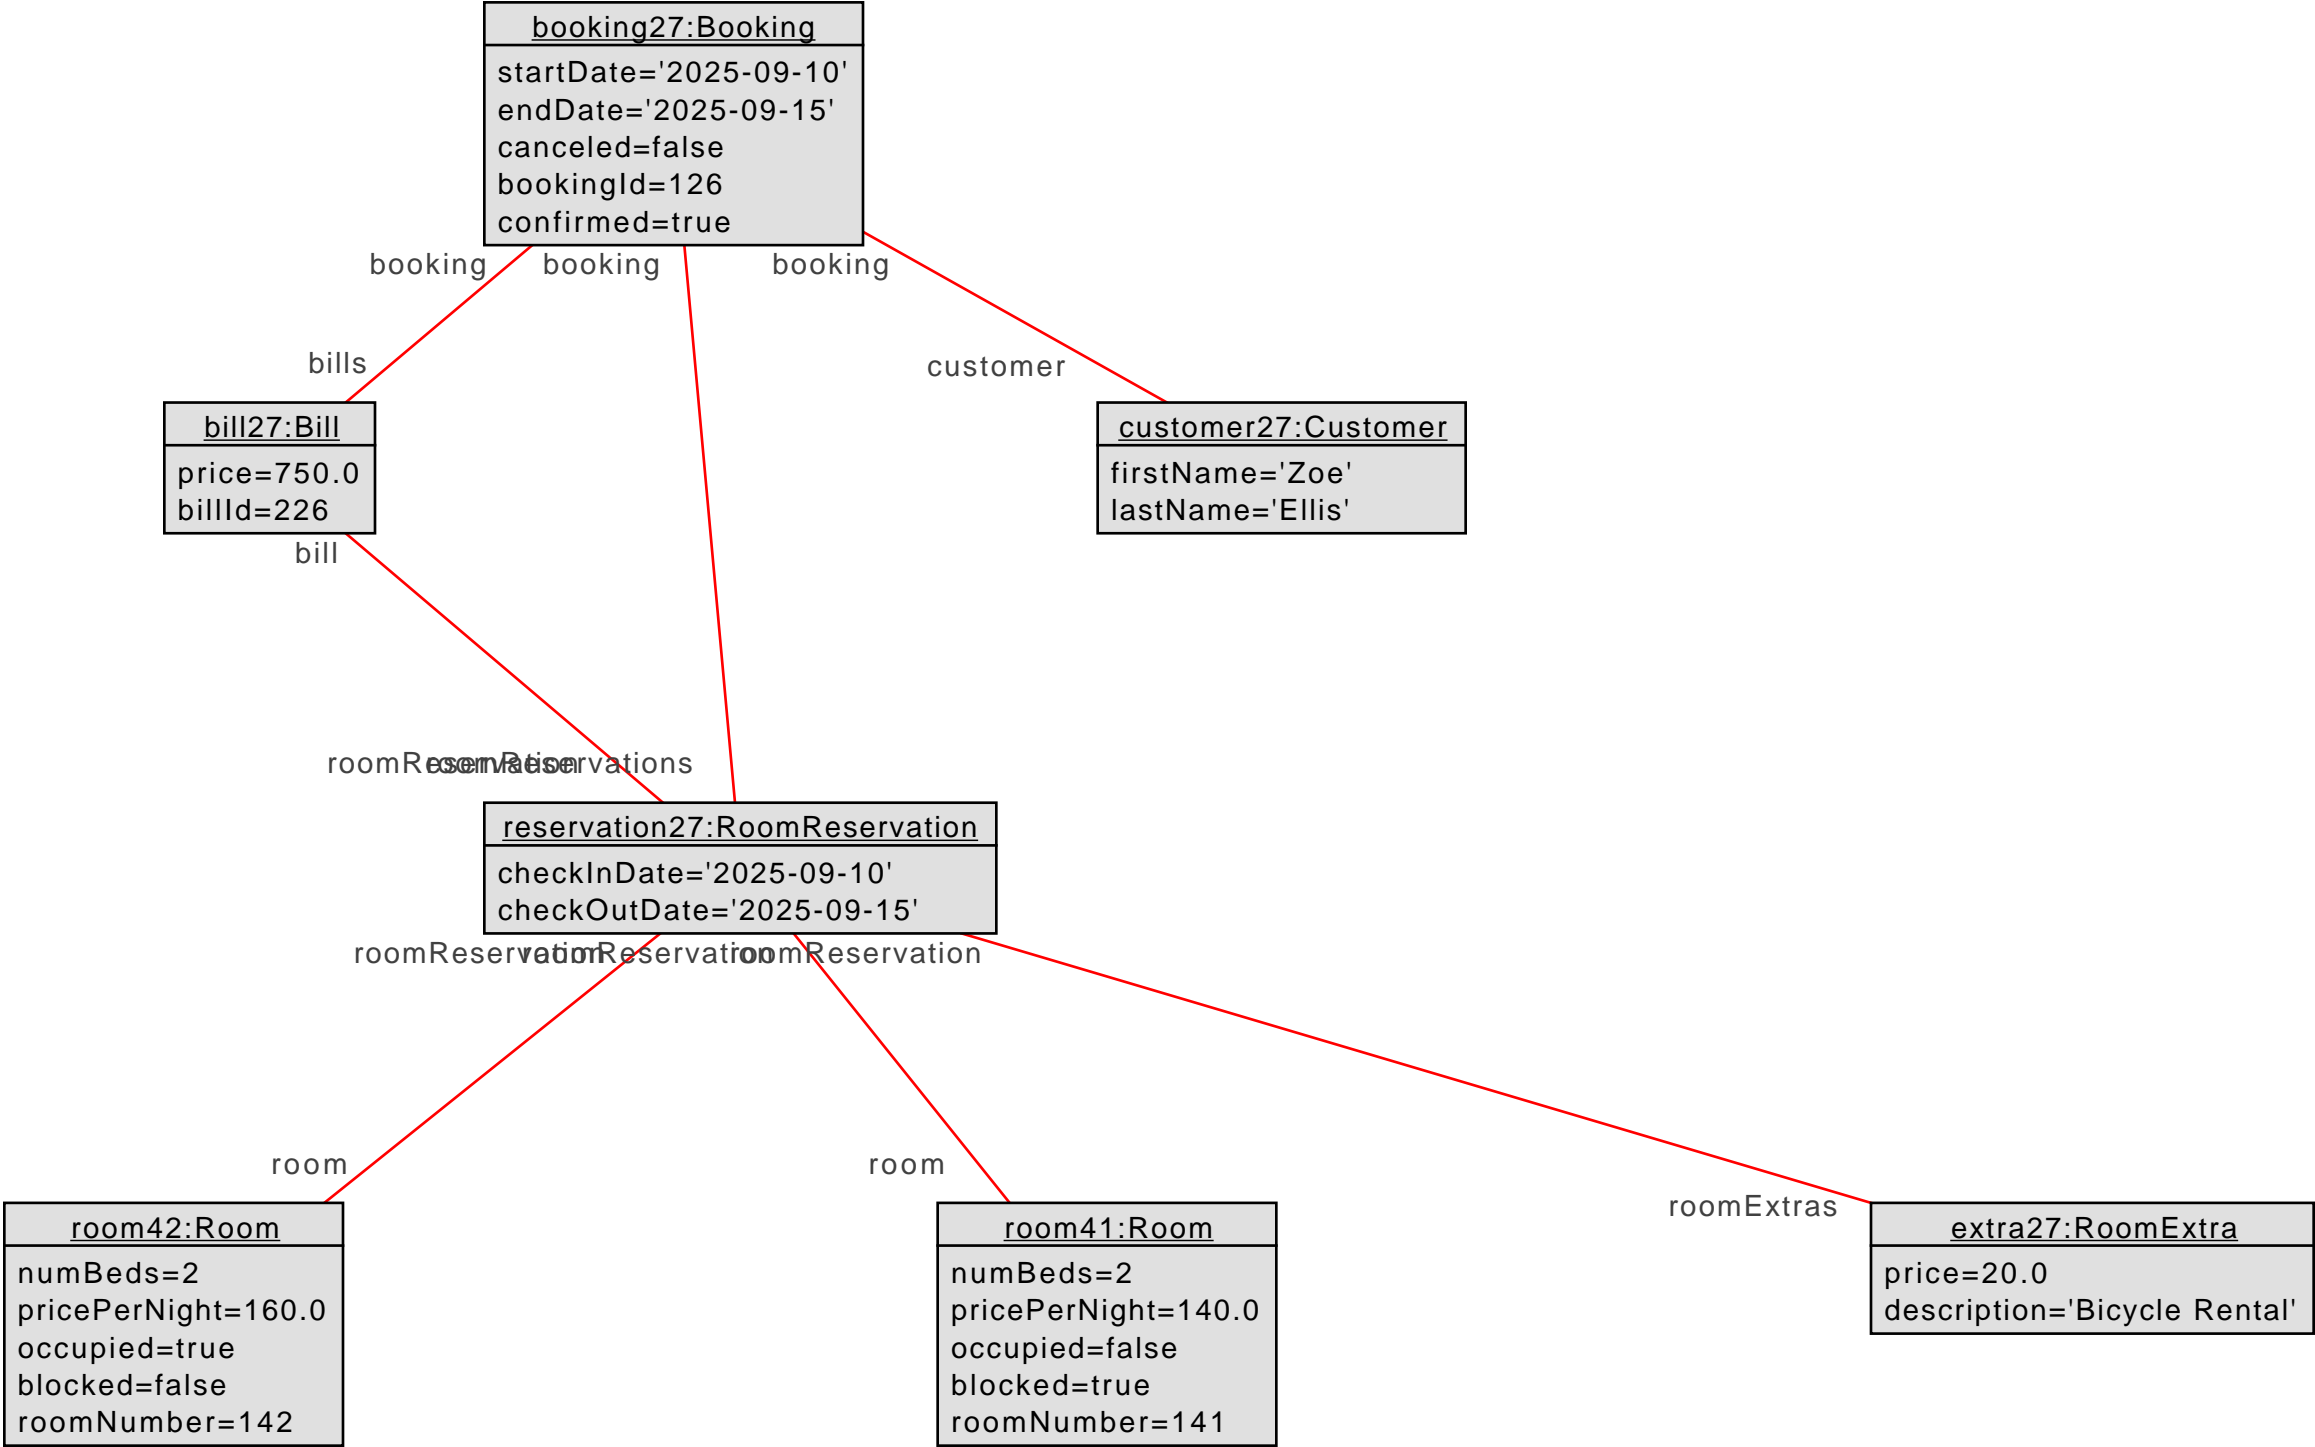 booking27:Booking
startDate='2025-09-10'
endDate='2025-09-15'
canceled=false
bookingId=126
confirmed=true
booking
booking
booking
bills
customer
bill27:Bill
price=750.0
billId=226
customer27:Customer
firstName='Zoe'
lastName='Ellis'
bill
roomReservation
roomReservations
reservation27:RoomReservation
checkInDate='2025-09-10'
checkOutDate='2025-09-15'
roomReservation
roomReservation
roomReservation
room
room
roomExtras
room42:Room
numBeds=2
pricePerNight=160.0
occupied=true
blocked=false
roomNumber=142
room41:Room
numBeds=2
pricePerNight=140.0
occupied=false
blocked=true
roomNumber=141
extra27:RoomExtra
price=20.0
description='Bicycle Rental'